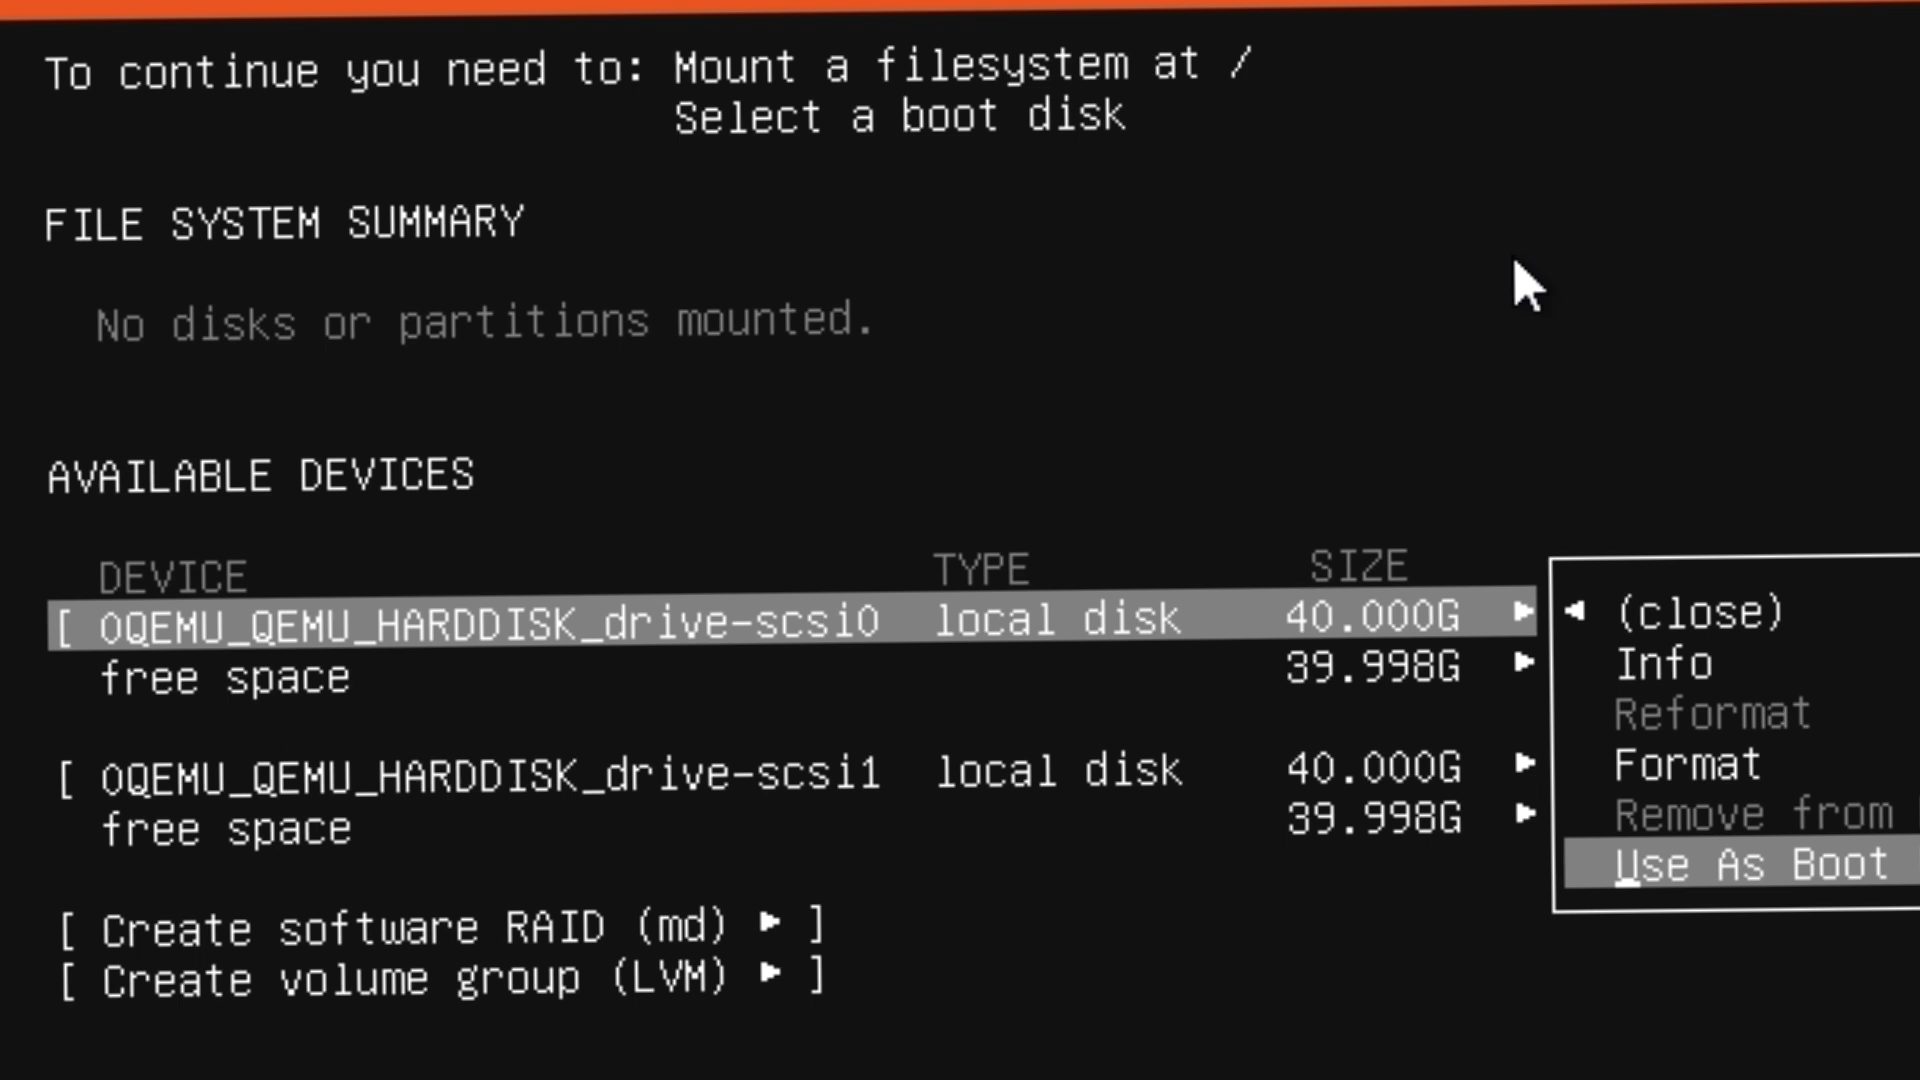 To continue you need to: Mount a filesystem at /
Select a boot disk
FILE SYSTEM SUMMARY
No disks or partitions mounted.
AVAILABLE DEVICES
DEVICE TYPE SIZE
[ 0QEMU_QEMU_HARDDISK_drive-scsi0 local disk 40.000G ▶
free space 39.998G ▶
[ 0QEMU_QEMU_HARDDISK_drive-scsi1 local disk 40.000G ▶
free space 39.998G ▶
[ Create software RAID (md) ▶ ]
[ Create volume group (LVM) ▶ ]
◀ (close)
Info
Reformat
Format
Remove from
Use As Boot